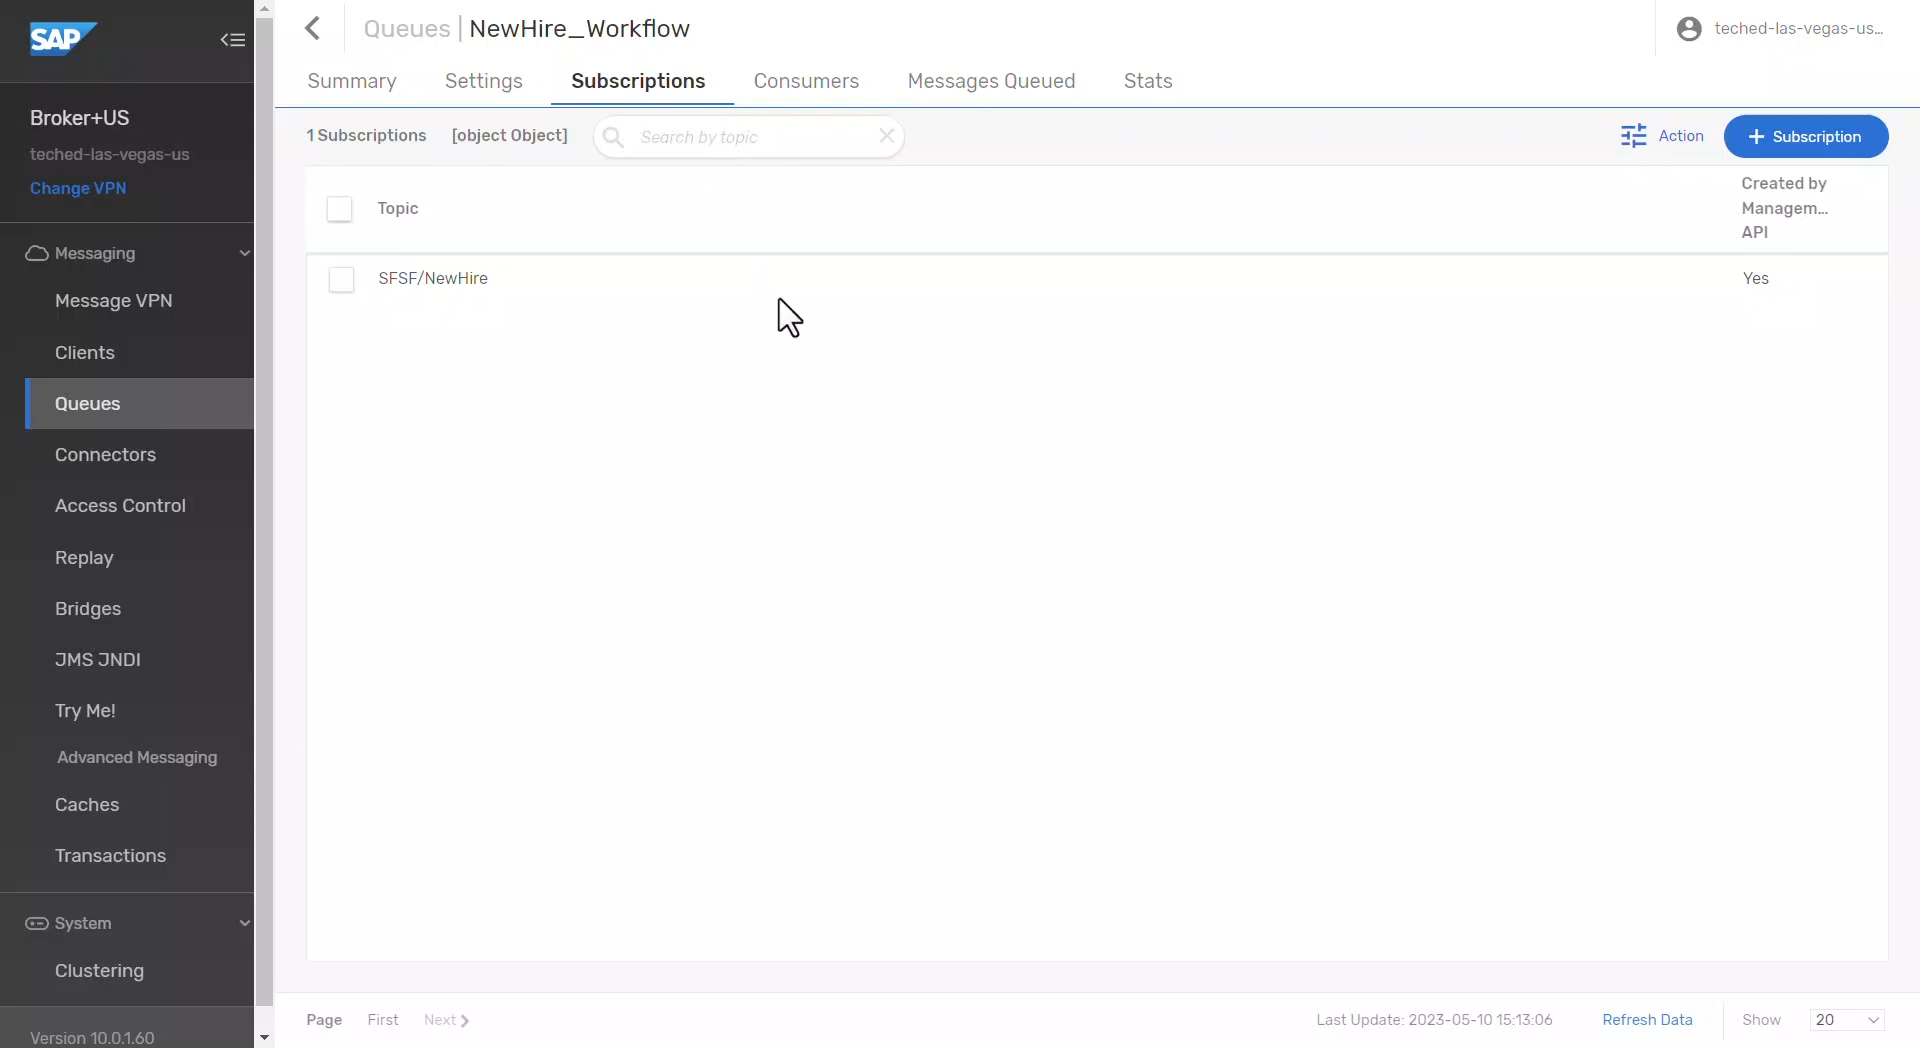 SAP
Broker+US
teched-las-vegas-us
Change VPN
Messaging
Message VPN
Clients
Queues
Connectors
Access Control
Replay
Bridges
JMS JNDI
Try Me!
Advanced Messaging
Caches
Transactions
System
Clustering
Version 10.0.1.60
Queues | NewHire_Workflow
teched-las-vegas-us...
Summary Settings Subscriptions Consumers Messages Queued Stats
1 Subscriptions [object Object] Search by topic Action + Subscription
Topic
Created by
Managem...
API
SFSF/NewHire Yes
Page First Next Last Update: 2023-05-10 15:13:06 Refresh Data Show 20